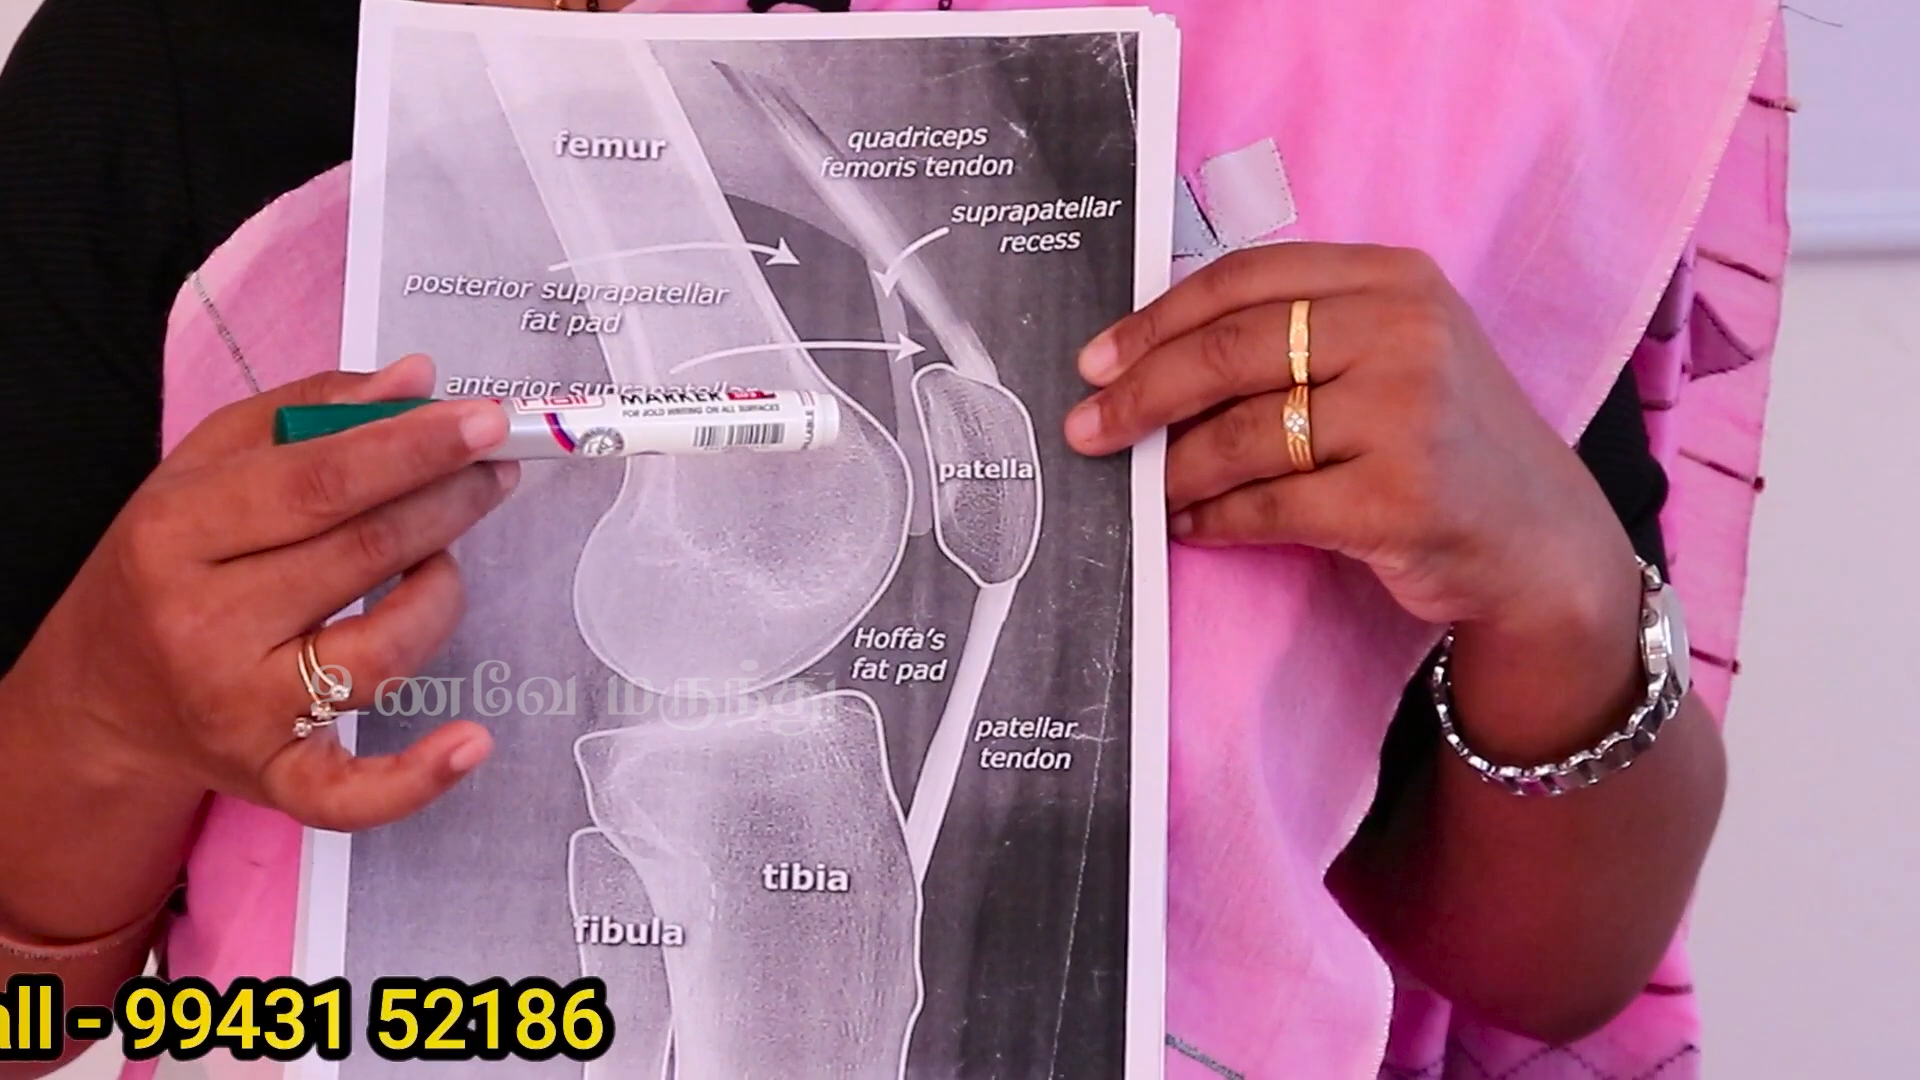 femur
quadriceps
femoris tendon
suprapatellar
recess
posterior suprapatellar
fat pad
anterior suprapatellar
MARKER
FOR BOLD WRITING ON ALL SURFACES
patella
Hoffa's
fat pad
உணவே மருந்து
patellar
tendon
tibia
fibula
all - 99431 52186